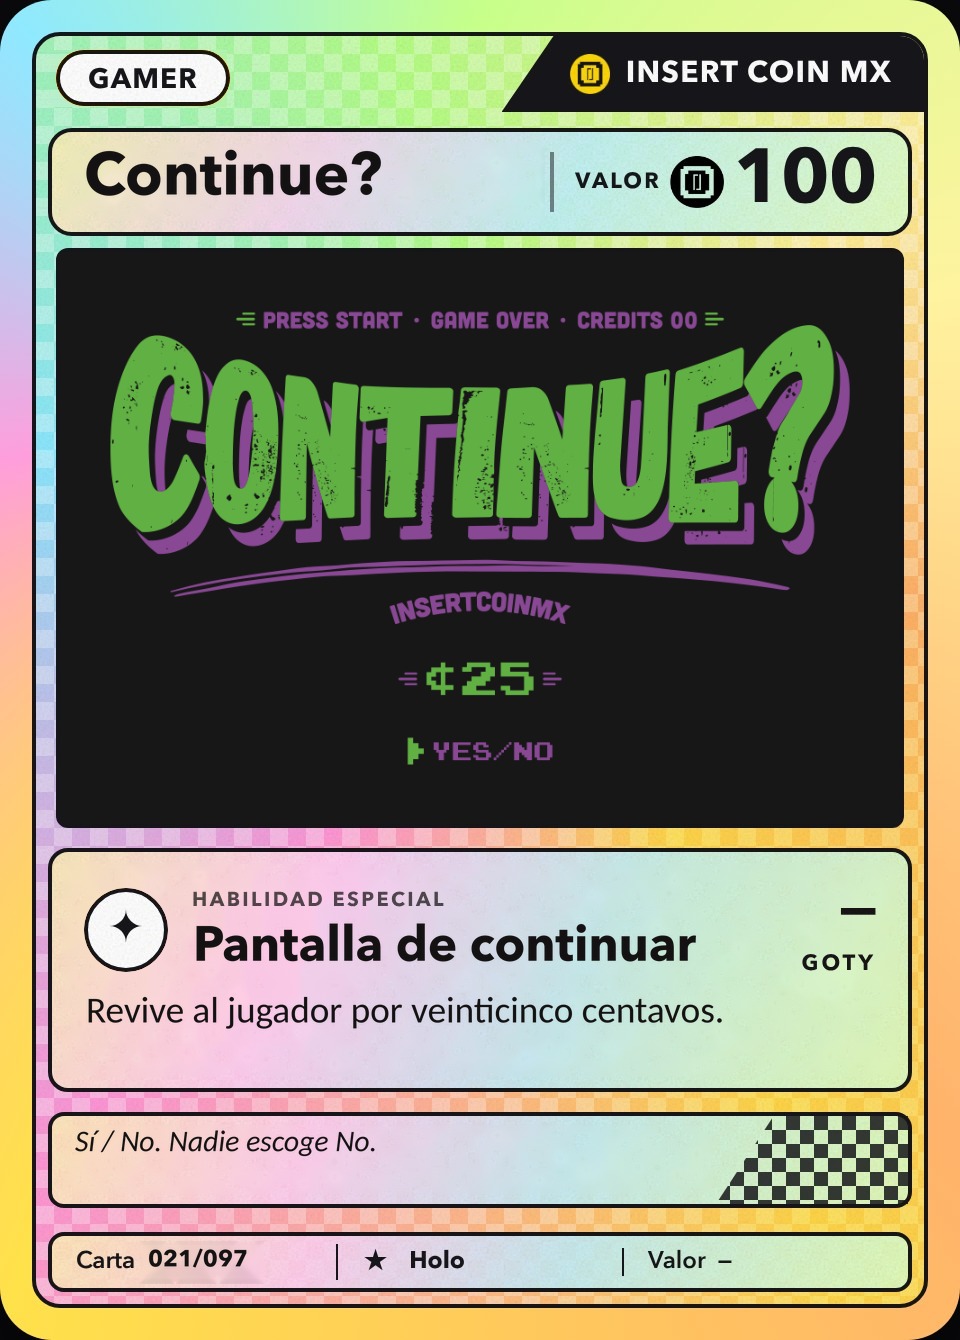 GAMER
INSERT COIN MX
Continue?
VALOR 100
PRESS START · GAME OVER · CREDITS 00
CONTINUE?
INSERTCOINMX
¢25
YES/NO
HABILIDAD ESPECIAL
Pantalla de continuar
–
GOTY
Revive al jugador por veinticinco centavos.
Sí / No. Nadie escoge No.
Carta 021/097 ★ Holo Valor –